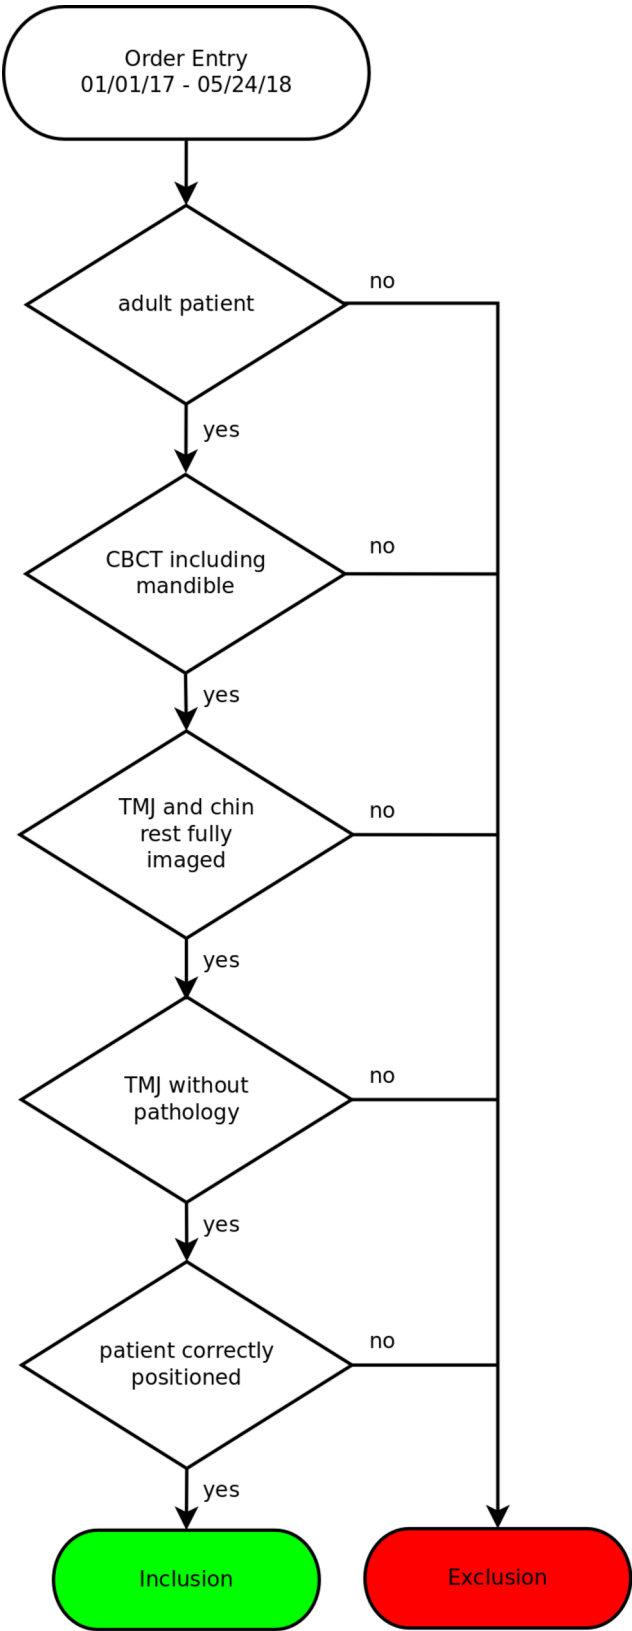 Order Entry
01/01/17 - 05/24/18
adult patient
no
yes
CBCT including
mandible
no
yes
TMJ and chin
rest fully
imaged
no
yes
TMJ without
pathology
no
yes
patient correctly
positioned
no
yes
Inclusion
Exclusion